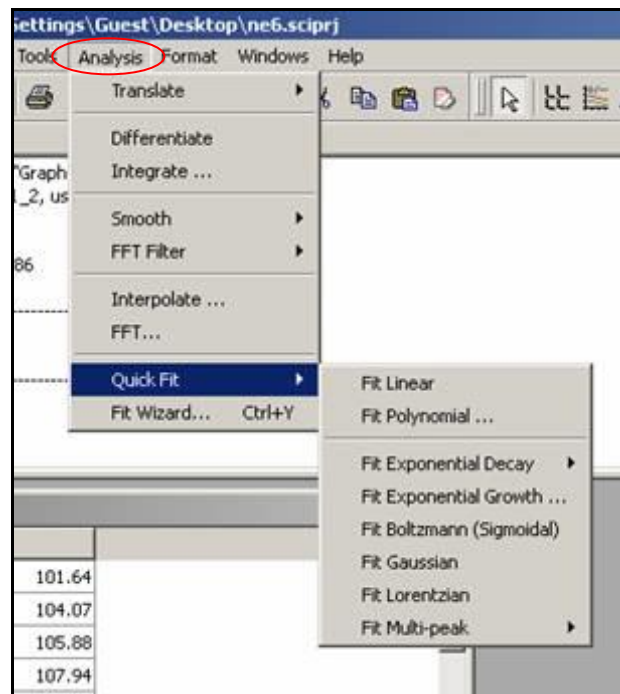 Settings\Guest\Desktop\ne6.sciprj
Tools Analysis Format Windows Help
Translate
Differentiate
"Graph
Integrate ...
1_2, us
Smooth
FFT Filter
86
Interpolate ...
FFT...
Quick Fit
Fit Linear
Fit Wizard... Ctrl+Y
Fit Polynomial ...
Fit Exponential Decay
Fit Exponential Growth ...
Fit Boltzmann (Sigmoidal)
Fit Gaussian
101.64
Fit Lorentzian
104.07
Fit Multi-peak
105.88
107.94